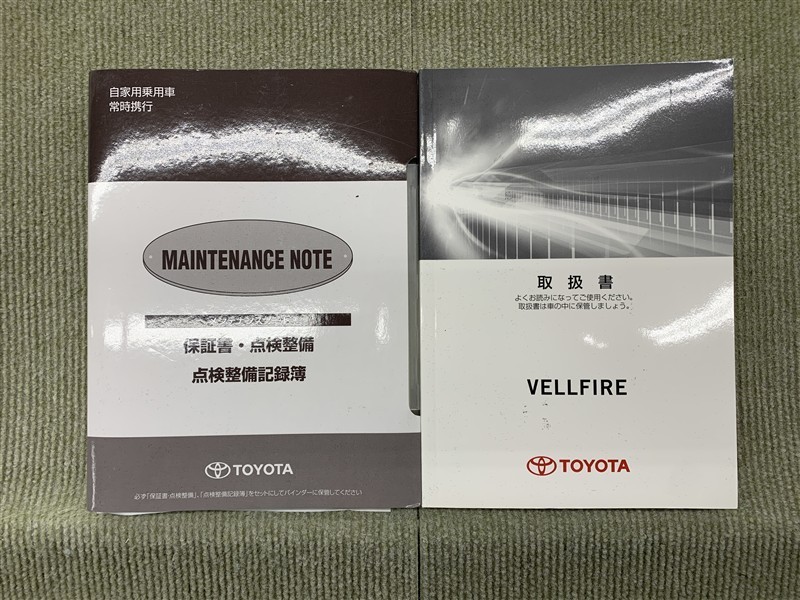 自家用乗用車
常時携行
MAINTENANCE NOTE
保証書・点検整備
点検整備記録簿
TOYOTA
必ず「保証書・点検整備」、「点検整備記録簿」をセットにしてバインダーに保管してください
取扱書
よくお読みになってご使用ください。
取扱書は車の中に保管しましょう。
VELLFIRE
TOYOTA